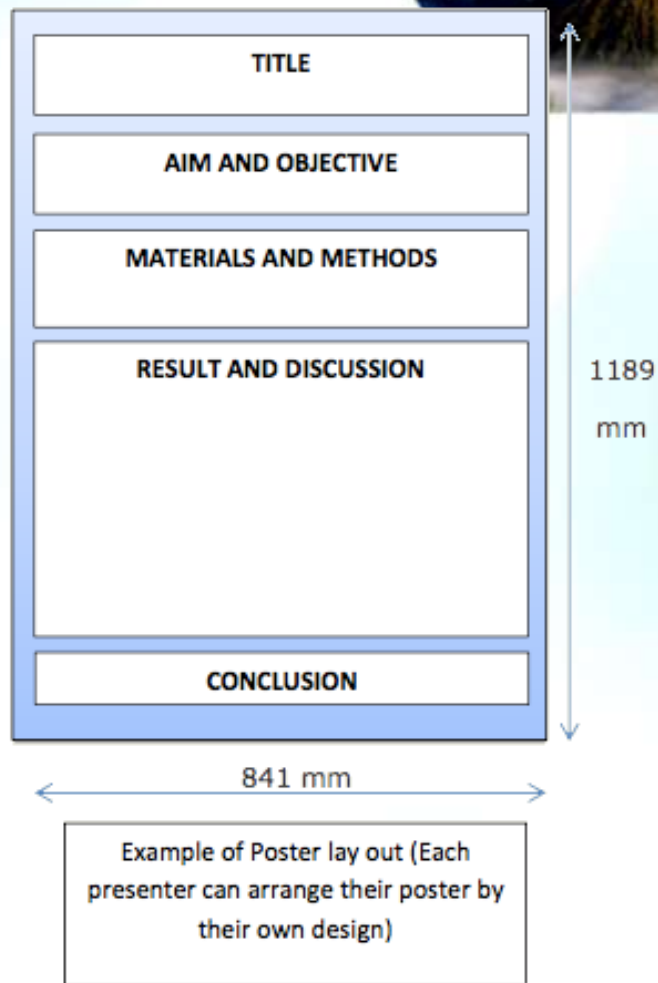 TITLE
AIM AND OBJECTIVE
MATERIALS AND METHODS
RESULT AND DISCUSSION
1189
mm
CONCLUSION
841 mm
Example of Poster lay out (Each
presenter can arrange their poster by
their own design)